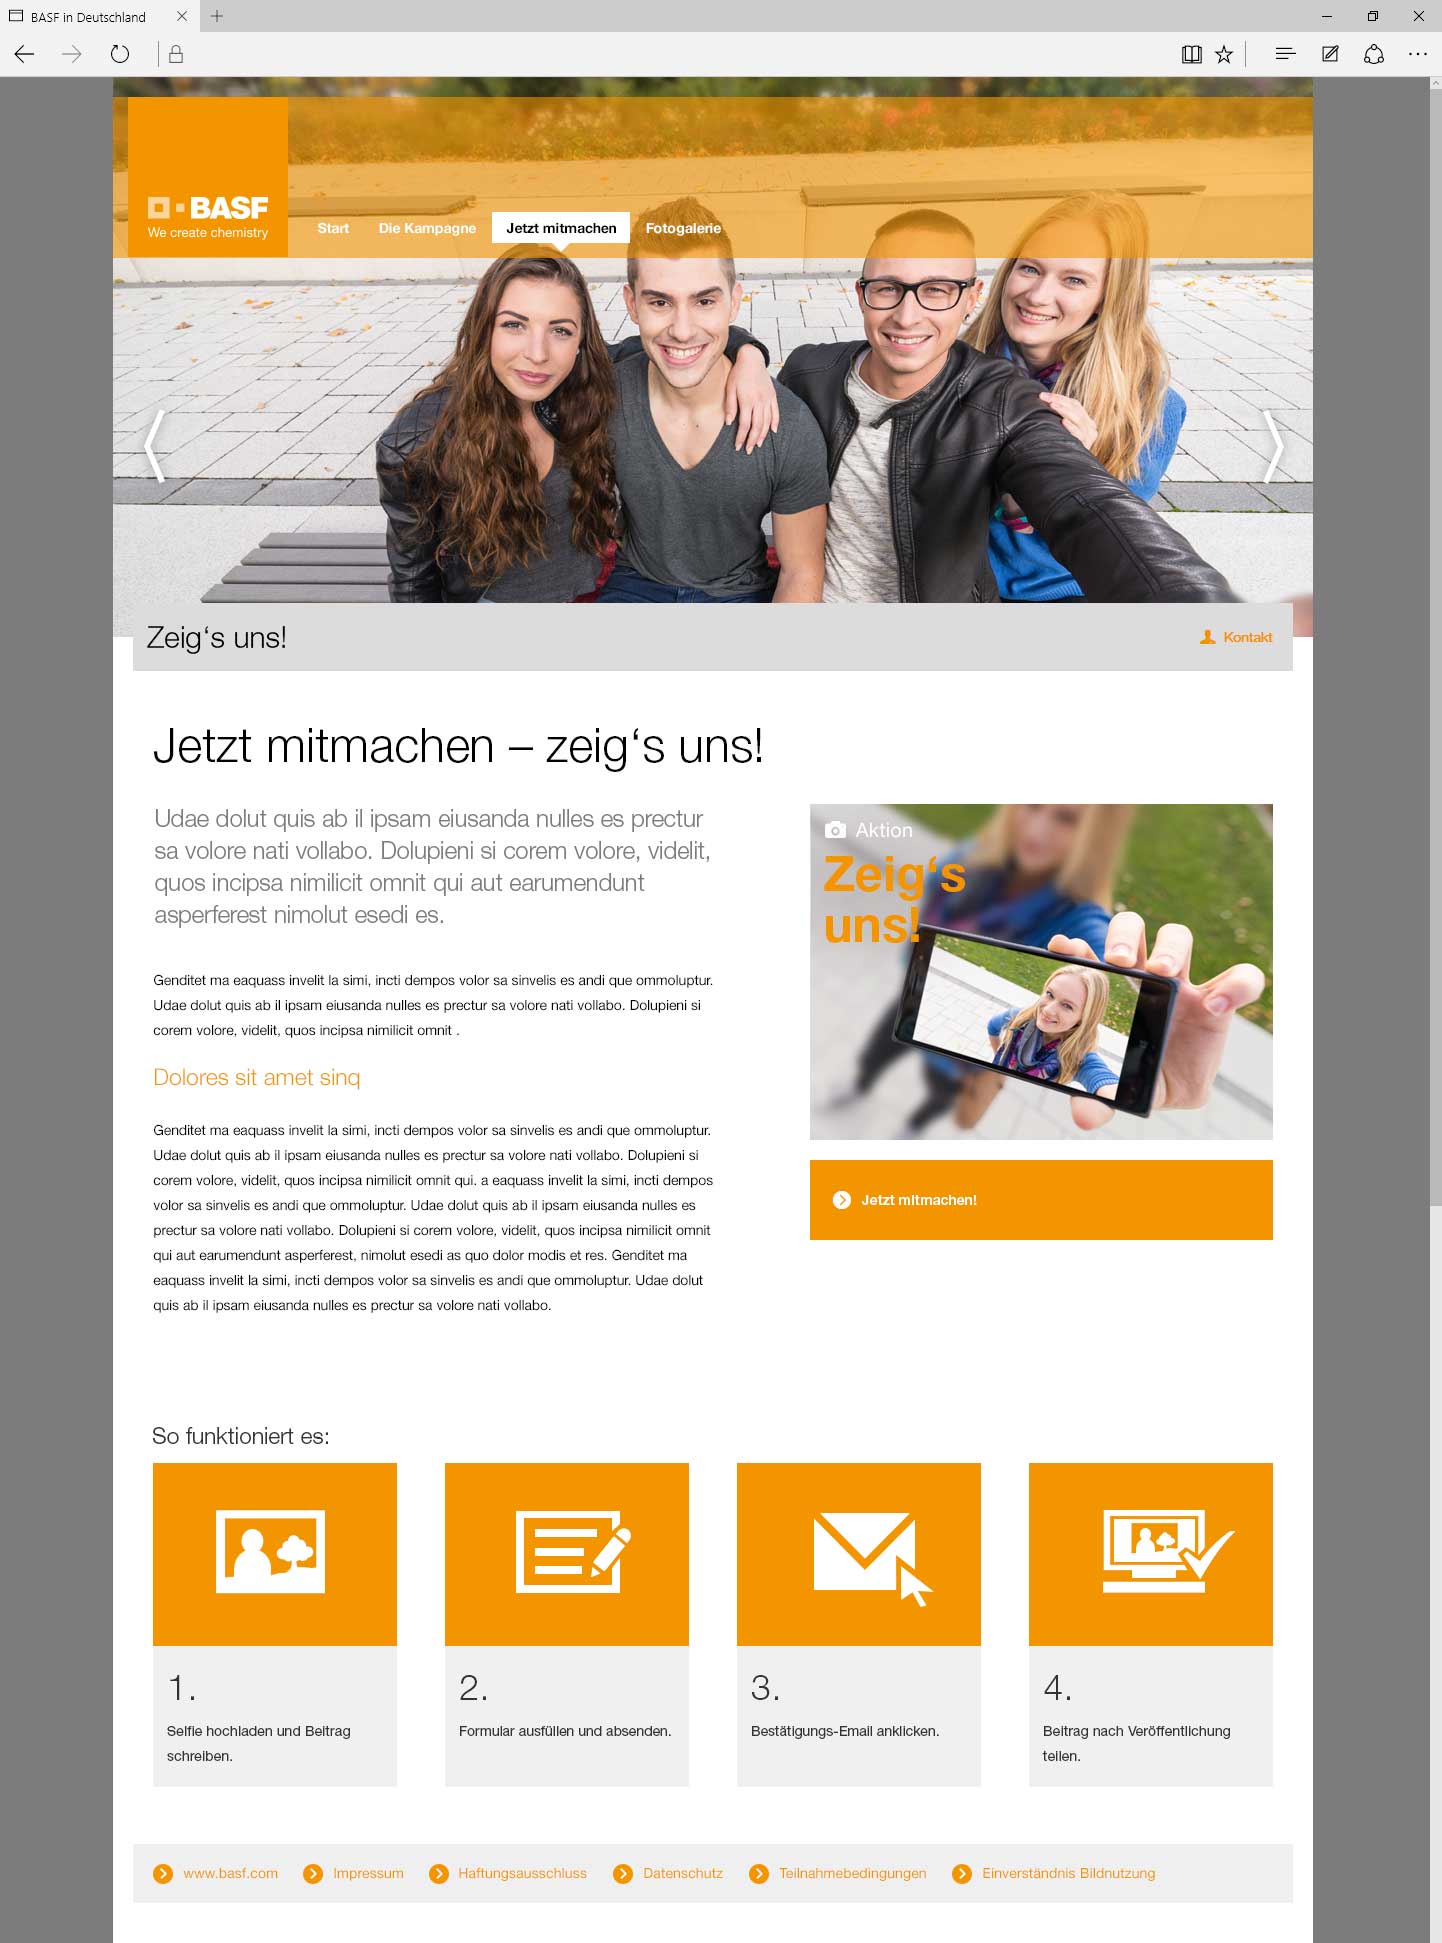 BASF in Deutschland
BASF
We create chemistry
Start
Die Kampagne
Jetzt mitmachen
Fotogalerie
Zeig‘s uns!
Kontakt
Jetzt mitmachen – zeig‘s uns!
Udae dolut quis ab il ipsam eiusanda nulles es prectur
sa volore nati vollabo. Dolupieni si corem volore, videlit,
quos incipsa nimilicit omnit qui aut earumendunt
asperferest nimolut esedi es.
Genditet ma eaquass invelit la simi, incti dempos volor sa sinvelis es andi que ommoluptur.
Udae dolut quis ab il ipsam eiusanda nulles es prectur sa volore nati vollabo. Dolupieni si
corem volore, videlit, quos incipsa nimilicit omnit .
Dolores sit amet sinq
Genditet ma eaquass invelit la simi, incti dempos volor sa sinvelis es andi que ommoluptur.
Udae dolut quis ab il ipsam eiusanda nulles es prectur sa volore nati vollabo. Dolupieni si
corem volore, videlit, quos incipsa nimilicit omnit qui. a eaquass invelit la simi, incti dempos
volor sa sinvelis es andi que ommoluptur. Udae dolut quis ab il ipsam eiusanda nulles es
prectur sa volore nati vollabo. Dolupieni si corem volore, videlit, quos incipsa nimilicit omnit
qui aut earumendunt asperferest, nimolut esedi as quo dolor modis et res. Genditet ma
eaquass invelit la simi, incti dempos volor sa sinvelis es andi que ommoluptur. Udae dolut
quis ab il ipsam eiusanda nulles es prectur sa volore nati vollabo.
Aktion
Zeig‘s
uns!
Jetzt mitmachen!
So funktioniert es:
1.
Selfie hochladen und Beitrag
schreiben.
2.
Formular ausfüllen und absenden.
3.
Bestätigungs-Email anklicken.
4.
Beitrag nach Veröffentlichung
teilen.
www.basf.com
Impressum
Haftungsausschluss
Datenschutz
Teilnahmebedingungen
Einverständnis Bildnutzung